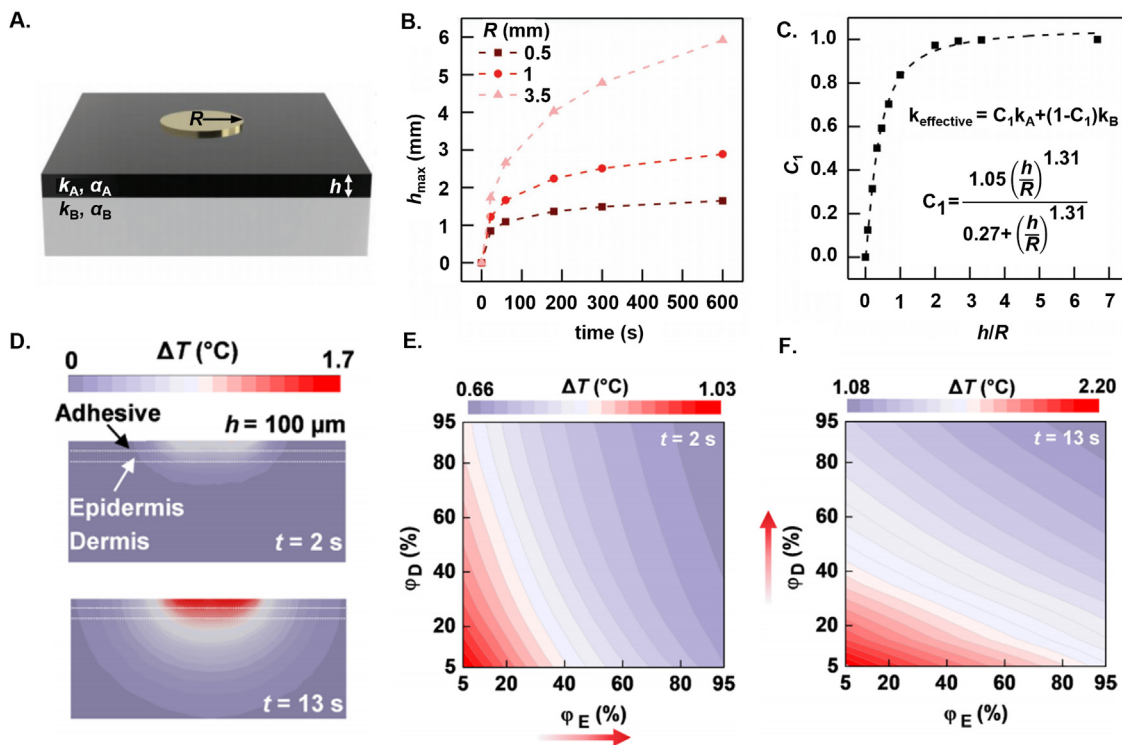 A.
R
kA, αA
h
kB, αB
B.
R (mm)
0.5
1
3.5
hmax (mm)
6
5
4
3
2
1
0
0 100 200 300 400 500 600
time (s)
C.
C1
1.0
0.8
0.6
0.4
0.2
0.0
keffective = C1kA+(1-C1)kB
C1=
1.05 (h/R)^1.31
0.27+ (h/R)^1.31
0 1 2 3 4 5 6 7
h/R
D.
ΔT (°C)
0 1.7
Adhesive
h = 100 μm
Epidermis
Dermis
t = 2 s
t = 13 s
E.
0.66 ΔT (°C) 1.03
t = 2 s
95
80
60
40
20
5
φD (%)
5 20 40 60 80 95
φE (%)
F.
1.08 ΔT (°C) 2.20
t = 13 s
95
80
60
40
20
5
φD (%)
5 20 40 60 80 95
φE (%)